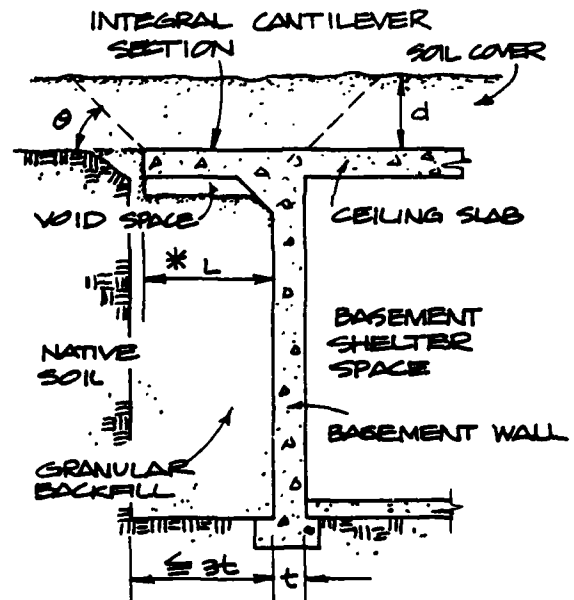 INTEGRAL CANTILEVER
SECTION
SOIL COVER
θ
d
VOID SPACE
CEILING SLAB
* L
BASEMENT
SHELTER
SPACE
NATIVE
SOIL
BASEMENT WALL
GRANULAR
BACKFILL
≦ 3t
t